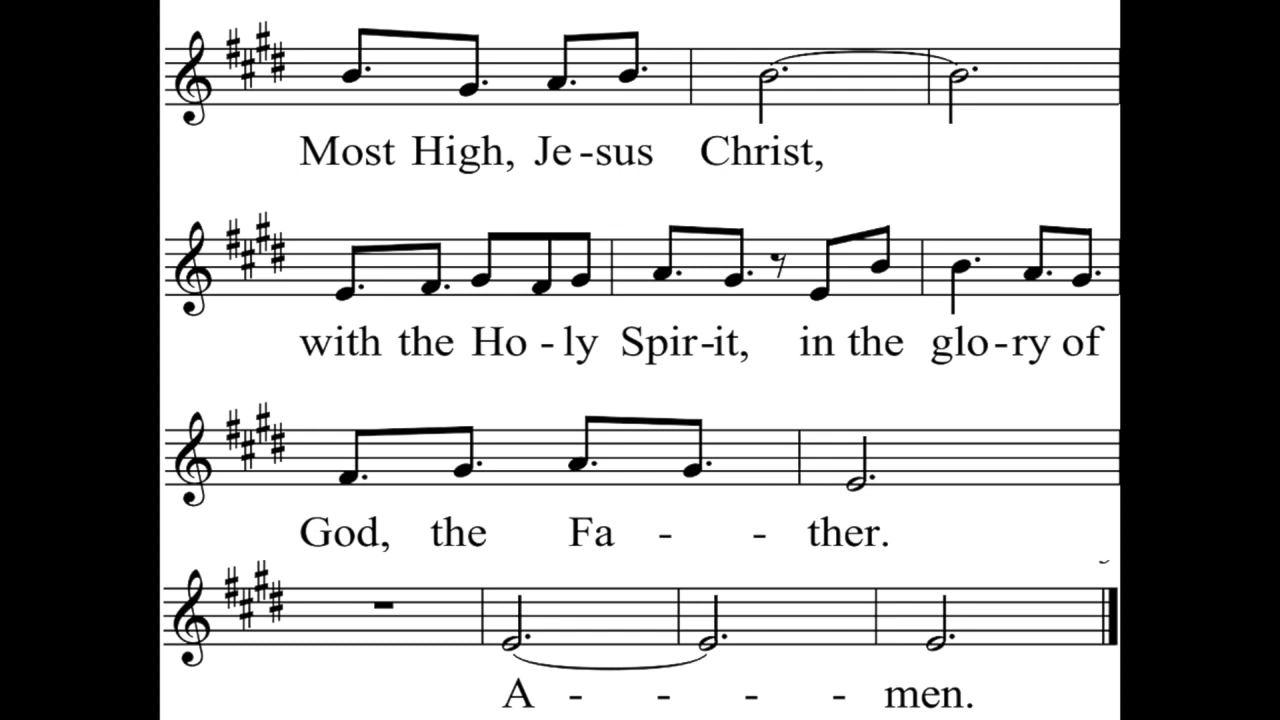 Most High, Je-sus Christ,
with the Ho-ly Spir-it, in the glo-ry of
God, the Fa - - ther.
A - - - - men.